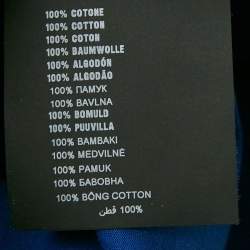 100% COTONE
100% COTTON
100% COTON
100% BAUMWOLLE
100% ALGODÓN
100% ALGODÃO
100% ПАМУК
100% BAVLNA
100% BOMULD
100% PUUVILLA
100% BAMBAKI
100% MEDVILNĖ
100% PAMUK
100% БАВОВНА
100% BÔNG COTTON
100% قطن